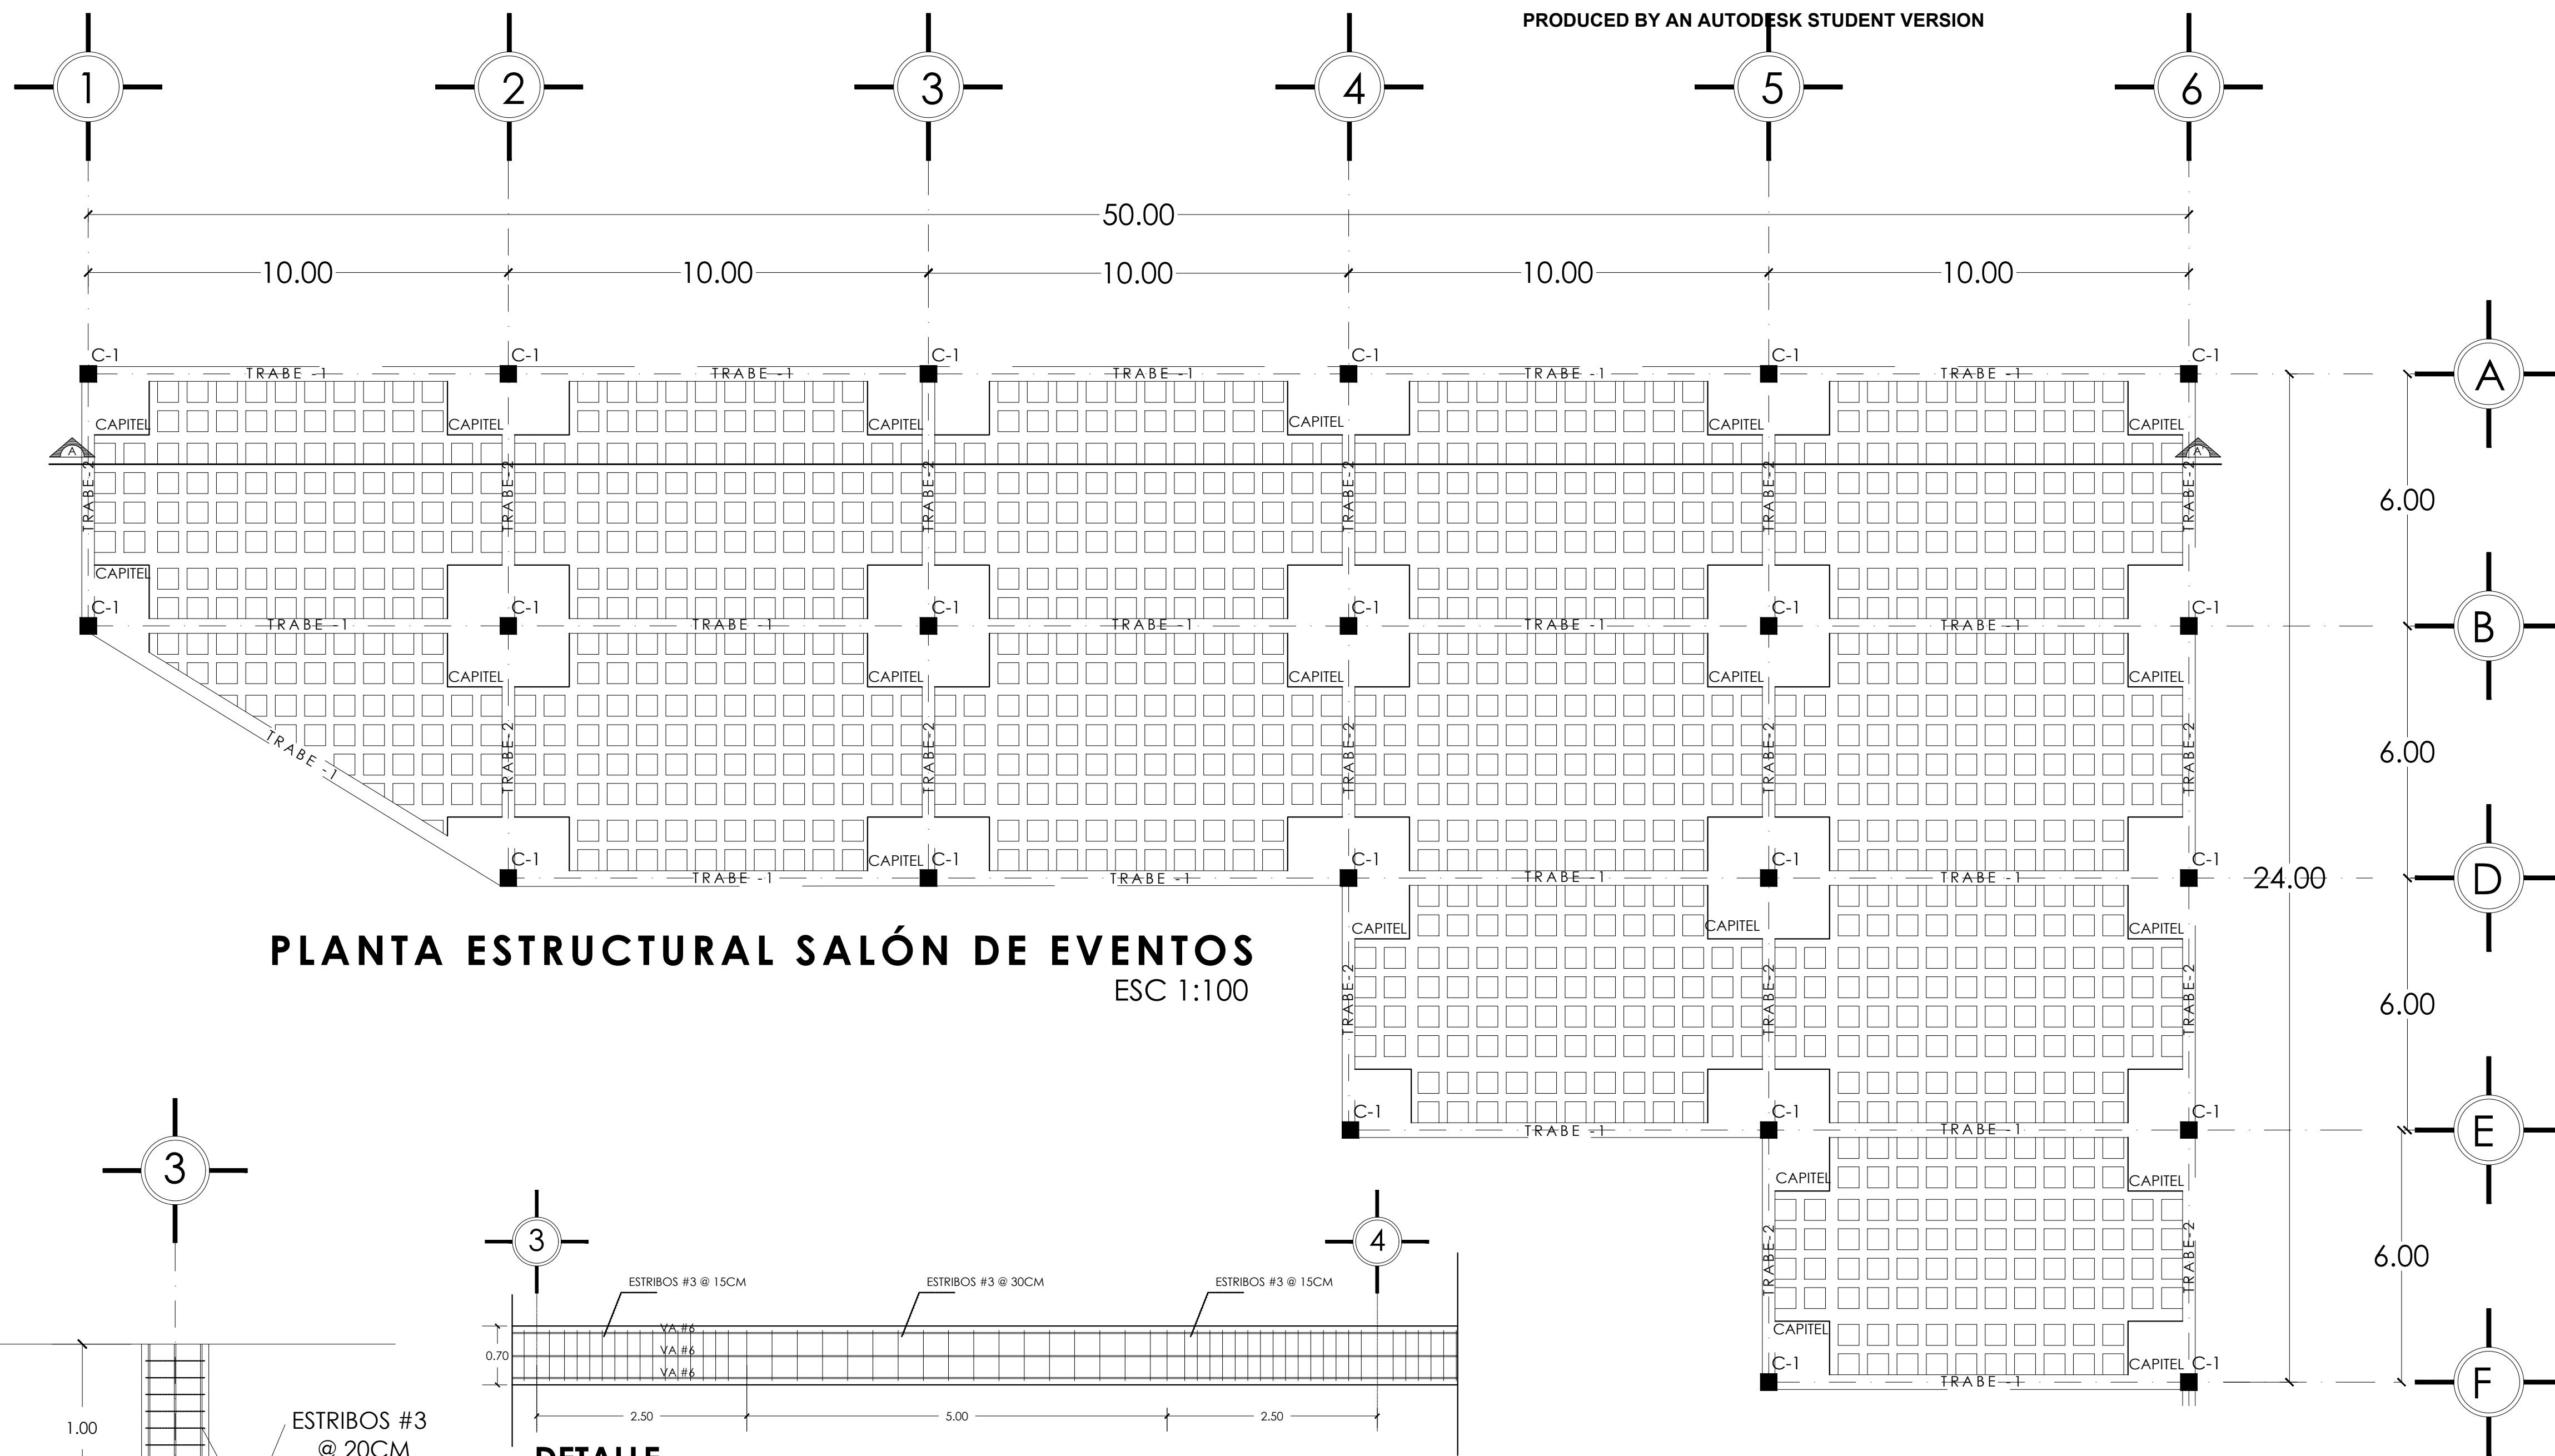 PRODUCED BY AN AUTODESK STUDENT VERSION
1 2 3 4 5 6
50.00
10.00 10.00 10.00 10.00 10.00
C-1 C-1 C-1 C-1 C-1 C-1
TRABE -1 TRABE -1 TRABE -1 TRABE -1 TRABE -1
A
CAPITEL CAPITEL CAPITEL CAPITEL CAPITEL CAPITEL
A A'
TRABE-2 TRABE-2 TRABE-2 TRABE-2 TRABE-2 TRABE-2
6.00
CAPITEL
C-1 C-1 C-1 C-1 C-1 C-1
TRABE -1 TRABE -1 TRABE -1 TRABE -1 TRABE -1
B
CAPITEL CAPITEL CAPITEL CAPITEL CAPITEL
TRABE -1
TRABE-2 TRABE-2 TRABE-2 TRABE-2 TRABE-2
6.00
C-1 CAPITEL C-1 C-1 C-1 C-1
TRABE -1 TRABE -1 TRABE -1 TRABE -1
24.00
D
CAPITEL CAPITEL CAPITEL
PLANTA ESTRUCTURAL SALÓN DE EVENTOS
ESC 1:100
TRABE-2 TRABE-2 TRABE-2
6.00
C-1 C-1 C-1
TRABE -1 TRABE -1
E
CAPITEL CAPITEL
TRABE-2 TRABE-2
6.00
CAPITEL
C-1 CAPITEL C-1
TRABE -1
F
3
1.00
ESTRIBOS #3
@ 20CM
3 4
ESTRIBOS #3 @ 15CM ESTRIBOS #3 @ 30CM ESTRIBOS #3 @ 15CM
VA #6
0.70 VA #6
VA #6
2.50 5.00 2.50
DETALLE